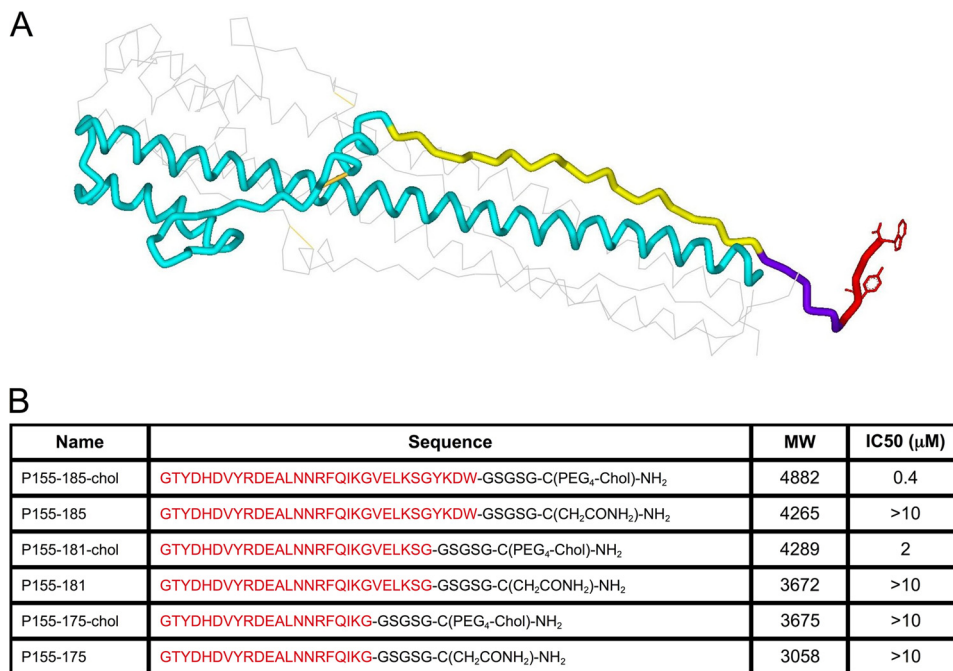 A
B
Name Sequence MW IC50 (μM)
P155-185-chol GTYDHDVYRDEALNNRFQIKGVELKSGYKDW-GSGSG-C(PEG₄-Chol)-NH₂ 4882 0.4
P155-185 GTYDHDVYRDEALNNRFQIKGVELKSGYKDW-GSGSG-C(CH₂CONH₂)-NH₂ 4265 >10
P155-181-chol GTYDHDVYRDEALNNRFQIKGVELKSG-GSGSG-C(PEG₄-Chol)-NH₂ 4289 2
P155-181 GTYDHDVYRDEALNNRFQIKGVELKSG-GSGSG-C(CH₂CONH₂)-NH₂ 3672 >10
P155-175-chol GTYDHDVYRDEALNNRFQIKG-GSGSG-C(PEG₄-Chol)-NH₂ 3675 >10
P155-175 GTYDHDVYRDEALNNRFQIKG-GSGSG-C(CH₂CONH₂)-NH₂ 3058 >10